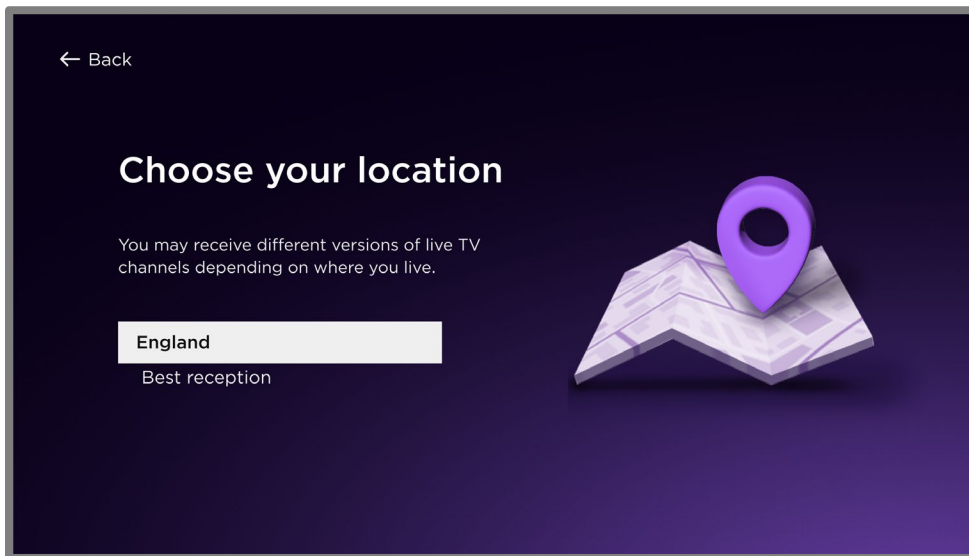 ← Back
Choose your location
You may receive different versions of live TV
channels depending on where you live.
England
Best reception